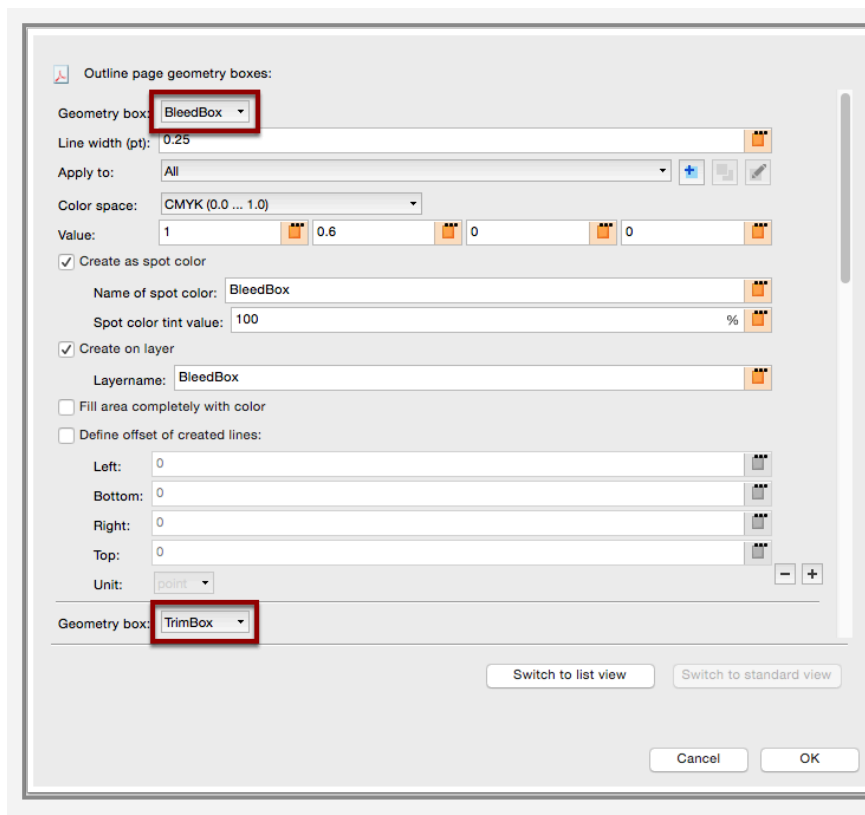 Outline page geometry boxes:
Geometry box: BleedBox
Line width (pt): 0.25
Apply to: All
Color space: CMYK (0.0 ... 1.0)
Value: 1 0.6 0 0
Create as spot color
Name of spot color: BleedBox
Spot color tint value: 100 %
Create on layer
Layername: BleedBox
Fill area completely with color
Define offset of created lines:
Left: 0
Bottom: 0
Right: 0
Top: 0
Unit: point
Geometry box: TrimBox
Switch to list view Switch to standard view
Cancel OK